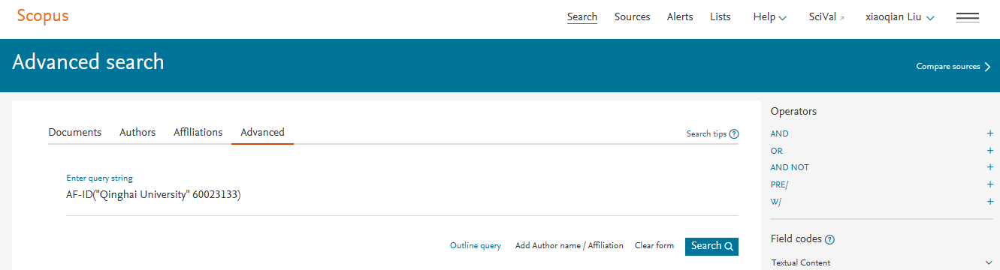 Scopus
Search Sources Alerts Lists Help SciVal xiaoqian Liu
Advanced search
Compare sources
Documents Authors Affiliations Advanced
Search tips
Enter query string
AF-ID("Qinghai University" 60023133)
Outline query Add Author name / Affiliation Clear form Search
Operators
AND +
OR +
AND NOT +
PRE/ +
W/ +
Field codes
Textual Content